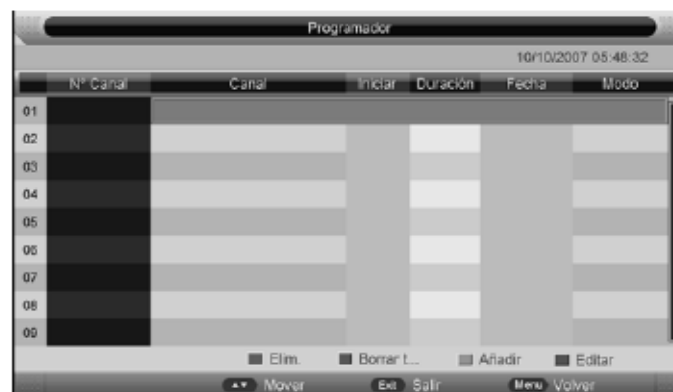 Programador
10/10/2007 05:48:32
Nº Canal Canal Iniciar Duración Fecha Modo
01
02
03
04
05
06
07
08
09
Elim. Borrar t... Añadir Editar
Mover Exit Salir Menu Volver